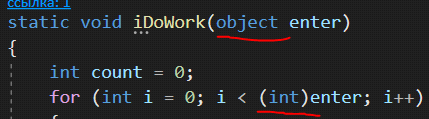 ссылка: 1
static void iDoWork(object enter)
{
int count = 0;
for (int i = 0; i < (int)enter; i++)
{